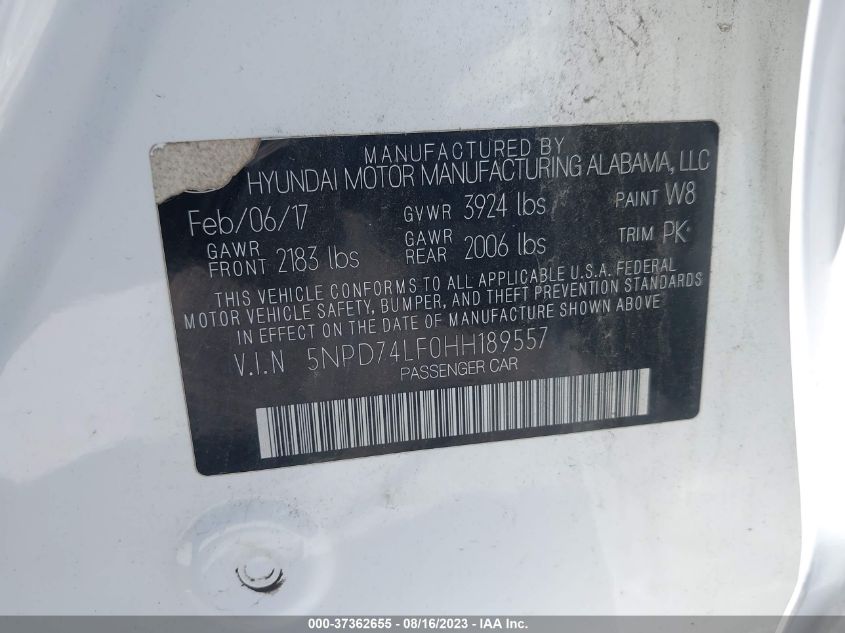 MANUFACTURED BY
HYUNDAI MOTOR MANUFACTURING ALABAMA, LLC
Feb/06/17 GVWR 3924 lbs PAINT W8
GAWR FRONT 2183 lbs GAWR REAR 2006 lbs TRIM PK
THIS VEHICLE CONFORMS TO ALL APPLICABLE U.S.A. FEDERAL
MOTOR VEHICLE SAFETY, BUMPER, AND THEFT PREVENTION STANDARDS
IN EFFECT ON THE DATE OF MANUFACTURE SHOWN ABOVE
V.I.N 5NPD74LF0HH189557
PASSENGER CAR
000-37362655 - 08/16/2023 - IAA Inc.